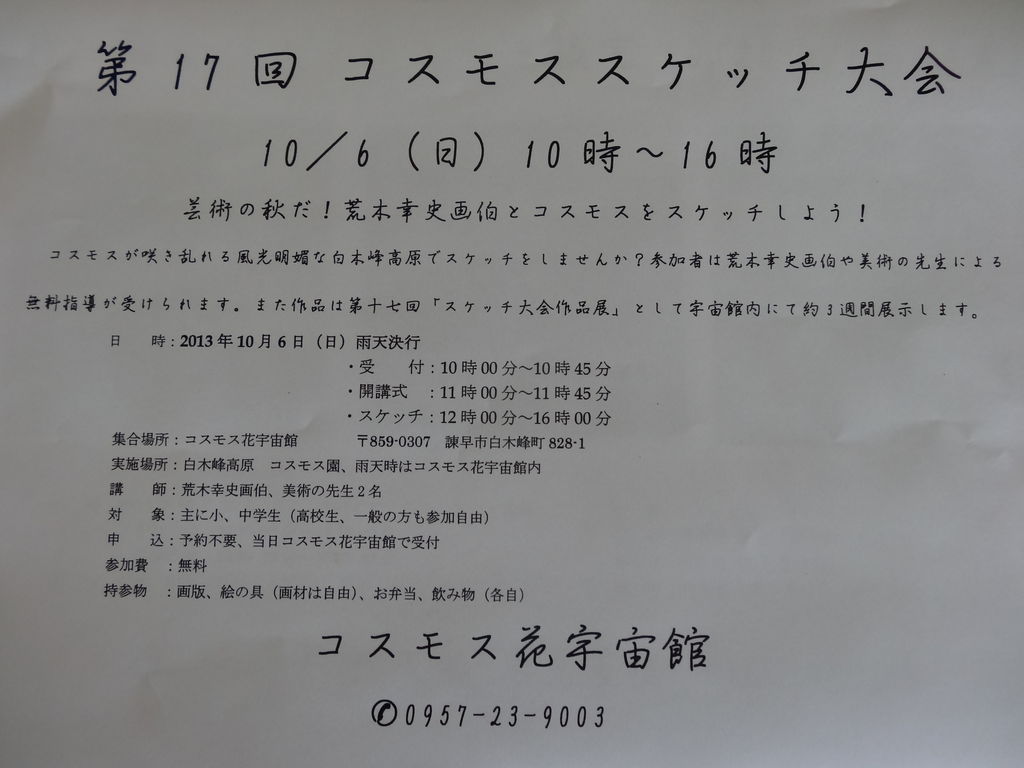 第17回 コスモススケッチ大会
10/6（日）10時～16時
芸術の秋だ！荒木幸史画伯とコスモスをスケッチしよう！
コスモスが咲き乱れる風光明媚な白木峰高原でスケッチをしませんか？参加者は荒木幸史画伯や美術の先生による
無料指導が受けられます。また作品は第十七回「スケッチ大会作品展」として宇宙館内にて約3週間展示します。
日　　時：2013年10月6日（日）雨天決行
・受　　付：10時00分～10時45分
・開講式　：11時00分～11時45分
・スケッチ：12時00分～16時00分
集合場所：コスモス花宇宙館　　　〒859-0307　諫早市白木峰町828-1
実施場所：白木峰高原　コスモス園、雨天時はコスモス花宇宙館内
講　　師：荒木幸史画伯、美術の先生2名
対　　象：主に小、中学生（高校生、一般の方も参加自由）
申　　込：予約不要、当日コスモス花宇宙館で受付
参加費　：無料
持参物　：画版、絵の具（画材は自由）、お弁当、飲み物（各自）
コスモス花宇宙館
✆0957-23-9003